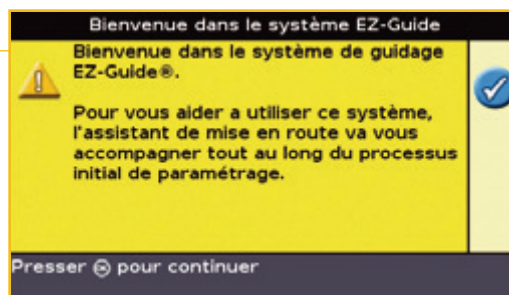 Bienvenue dans le système EZ-Guide
Bienvenue dans le système de guidage
EZ-Guide®.
Pour vous aider a utiliser ce système,
l'assistant de mise en route va vous
accompagner tout au long du processus
initial de paramétrage.
Presser OK pour continuer